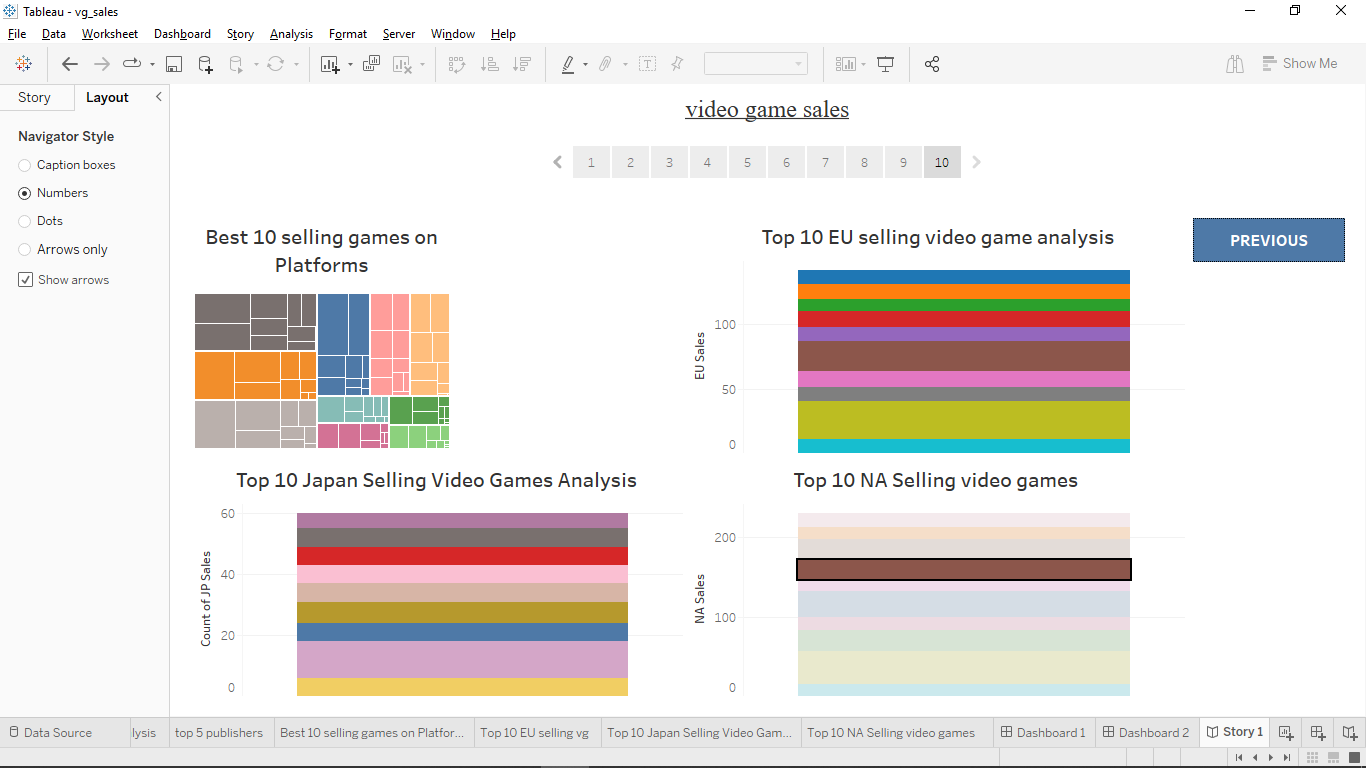 Tableau - vg_sales
File Data Worksheet Dashboard Story Analysis Format Server Window Help
Show Me
Story Layout
Navigator Style
Caption boxes
Numbers
Dots
Arrows only
Show arrows
video game sales
1 2 3 4 5 6 7 8 9 10
Best 10 selling games on
Platforms
Top 10 EU selling video game analysis
PREVIOUS
100
50
0
EU Sales
Top 10 Japan Selling Video Games Analysis
60
40
20
0
Count of JP Sales
Top 10 NA Selling video games
200
100
0
NA Sales
Data Source lysis top 5 publishers Best 10 selling games on Platfor... Top 10 EU selling vg Top 10 Japan Selling Video Gam... Top 10 NA Selling video games Dashboard 1 Dashboard 2 Story 1